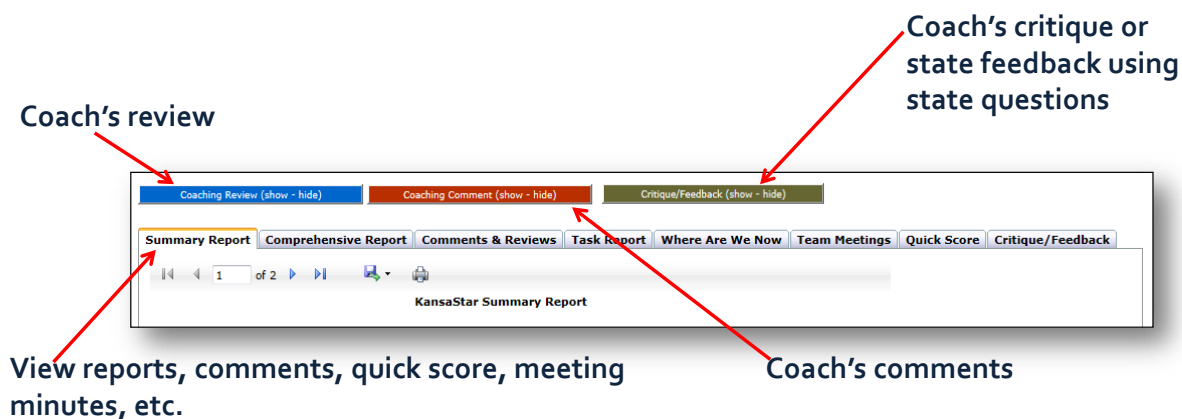 Coach's critique or
state feedback using
state questions
Coach's review
Coaching Review (show - hide)
Coaching Comment (show - hide)
Critique/Feedback (show - hide)
Summary Report Comprehensive Report Comments & Reviews Task Report Where Are We Now Team Meetings Quick Score Critique/Feedback
1 of 2
KansaStar Summary Report
View reports, comments, quick score, meeting
minutes, etc.
Coach's comments